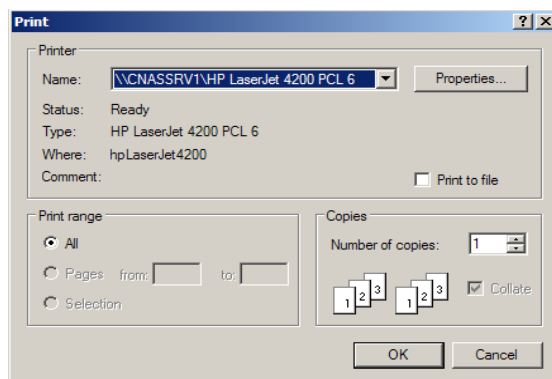 Print
Printer
Name: \\CNASSRV1\HP LaserJet 4200 PCL 6 Properties...
Status: Ready
Type: HP LaserJet 4200 PCL 6
Where: hpLaserJet4200
Comment: Print to file
Print range
All
Pages from: to:
Selection
Copies
Number of copies: 1
1 2 3 1 2 3 Collate
OK Cancel